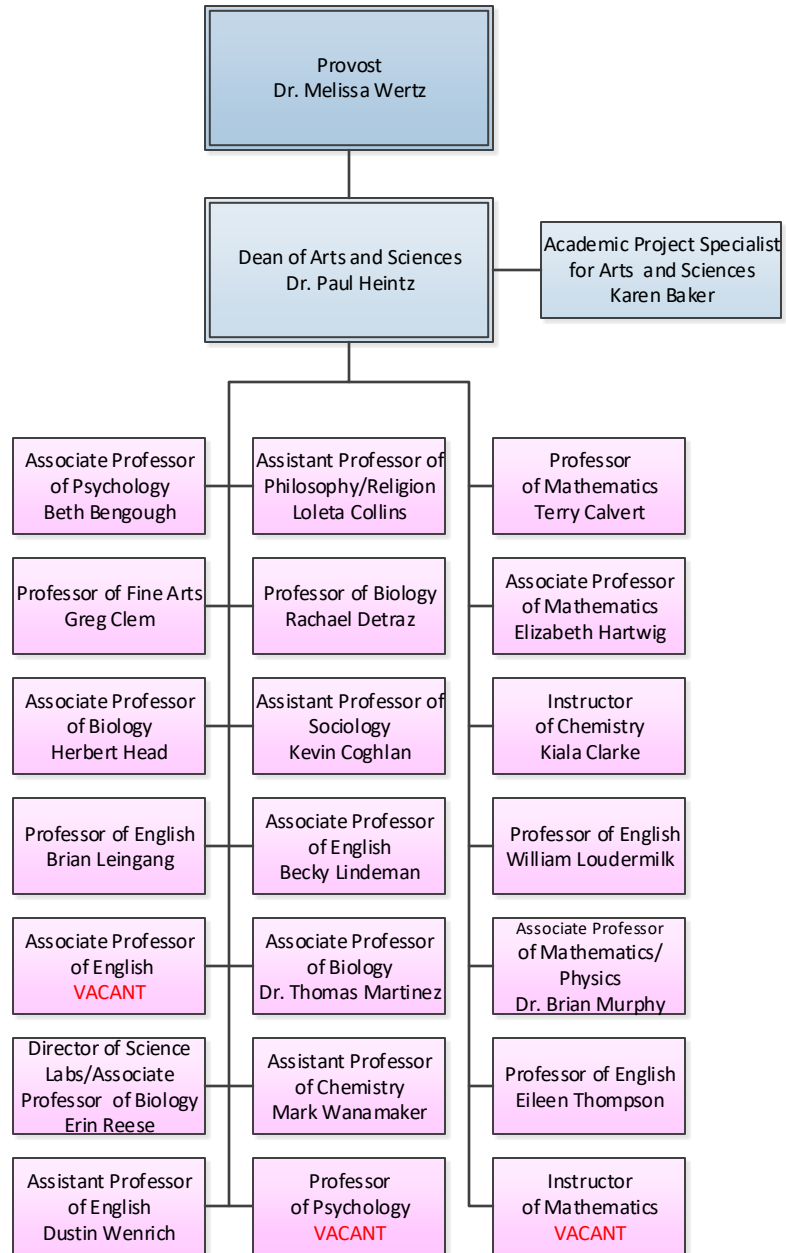 Provost
Dr. Melissa Wertz
Dean of Arts and Sciences
Dr. Paul Heintz
Academic Project Specialist
for Arts and Sciences
Karen Baker
Associate Professor
of Psychology
Beth Bengough
Assistant Professor of
Philosophy/Religion
Loleta Collins
Professor
of Mathematics
Terry Calvert
Professor of Fine Arts
Greg Clem
Professor of Biology
Rachael Detraz
Associate Professor
of Mathematics
Elizabeth Hartwig
Associate Professor
of Biology
Herbert Head
Assistant Professor of
Sociology
Kevin Coghlan
Instructor
of Chemistry
Kiala Clarke
Professor of English
Brian Leingang
Associate Professor
of English
Becky Lindeman
Professor of English
William Loudermilk
Associate Professor
of English
VACANT
Associate Professor
of Biology
Dr. Thomas Martinez
Associate Professor
of Mathematics/
Physics
Dr. Brian Murphy
Director of Science
Labs/Associate
Professor of Biology
Erin Reese
Assistant Professor
of Chemistry
Mark Wanamaker
Professor of English
Eileen Thompson
Assistant Professor
of English
Dustin Wenrich
Professor
of Psychology
VACANT
Instructor
of Mathematics
VACANT